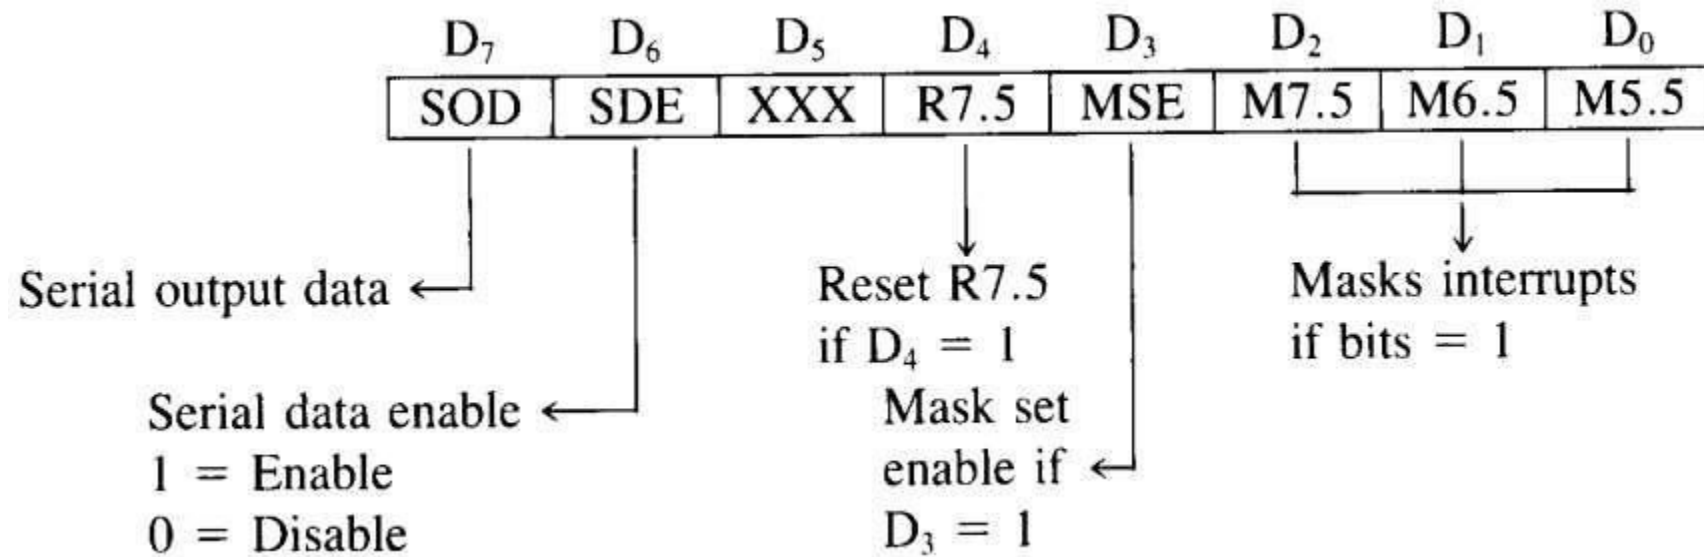 D₇ D₆ D₅ D₄ D₃ D₂ D₁ D₀
SOD SDE XXX R7.5 MSE M7.5 M6.5 M5.5
Serial output data
Serial data enable
1 = Enable
0 = Disable
Reset R7.5
if D₄ = 1
Mask set
enable if
D₃ = 1
Masks interrupts
if bits = 1